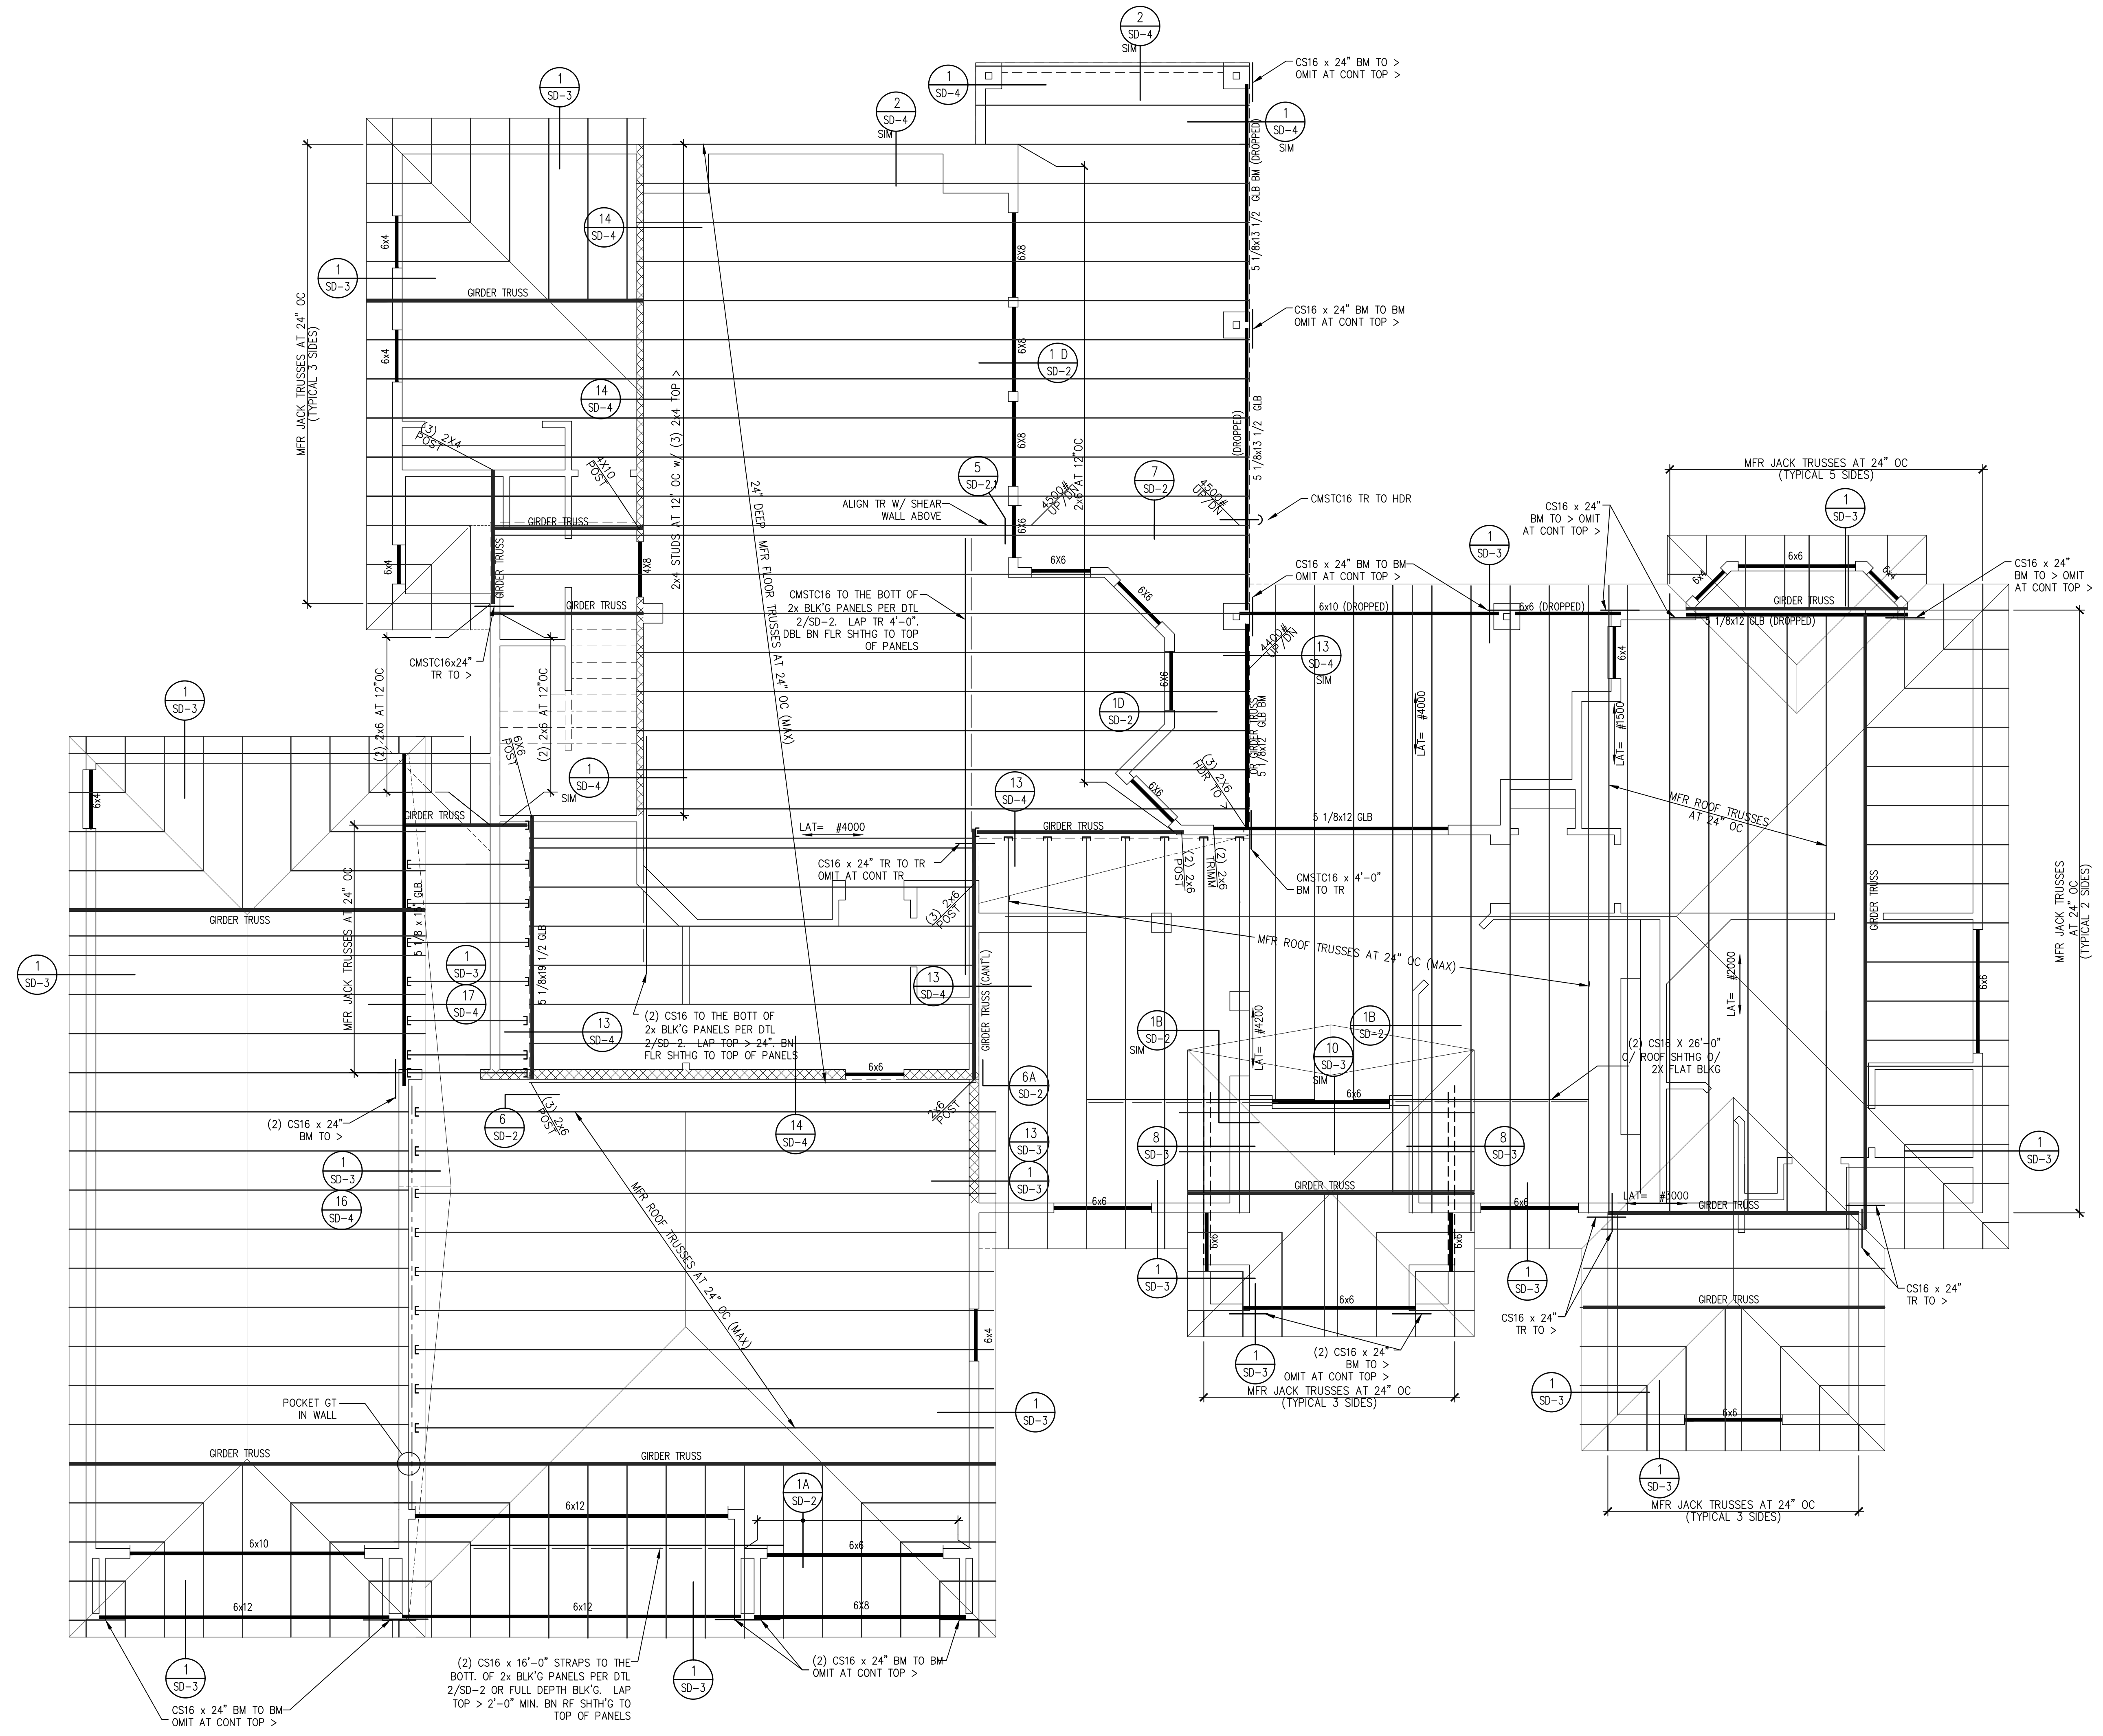 2
SD-4
SIM
CS16 x 24" BM TO >
OMIT AT CONT TOP >
1
SD-3
1
SD-4
2
SD-4
SIM
1
SD-4
SIM
5 1/8x13 1/2 GLB BM (DROPPED)
14
SD-4
1
SD-3
6x4
6X8
GIRDER TRUSS
MFR JACK TRUSSES AT 24" OC
(TYPICAL 3 SIDES)
CS16 x 24" BM TO BM
OMIT AT CONT TOP >
6x4
6X8
1 D
SD-2
14
SD-4
2x4 STUDS AT 12" OC w/ (3) 2x4 TOP >
(3) 2X4
POST
4X10
POST
6X8
(DROPPED)
5 1/8x13 1/2 GLB
2x6 AT 12"OC
5
SD-2,1
7
SD-2
4500#
UP/DN
4500#
UP/DN
ALIGN TR W/ SHEAR
WALL ABOVE
CMSTC16 TR TO HDR
24" DEEP MFR FLOOR TRUSSES AT 24" OC (MAX)
GIRDER TRUSS
6X6
MFR JACK TRUSSES AT 24" OC
(TYPICAL 5 SIDES)
1
SD-3
CS16 x 24"
BM TO > OMIT
AT CONT TOP >
1
SD-3
6x4
GIRDER TRUSS
4X8
6X6
6X6
CS16 x 24" BM TO BM
OMIT AT CONT TOP >
6x6
6x4
6x4
CS16 x 24"
BM TO > OMIT
AT CONT TOP >
CMSTC16 TO THE BOTT OF
2x BLK'G PANELS PER DTL
2/SD-2. LAP TR 4'-0".
DBL BN FLR SHTHG TO TOP
OF PANELS
GIRDER TRUSS
6x10 (DROPPED)
6x6 (DROPPED)
GIRDER TRUSS
5 1/8x12 GLB (DROPPED)
4400#
UP/DN
13
SD-4
SIM
6x4
CMSTC16x24"
TR TO >
6X6
(2) 2x6 AT 12"OC
(2) 2x6 AT 12"OC
1
SD-3
1D
SD-2
LAT= #4000
LAT= #1500
OR GIRDER TRUSS
5 1/8x12 GLB BM
6X6
POST
(3) 2X6
HDR TO >
1
SD-4
SIM
13
SD-4
6X6
6x4
MFR ROOF TRUSSES
AT 24" OC
GIRDER TRUSS
LAT= #4000
GIRDER TRUSS
5 1/8x12 GLB
CS16 x 24" TR TO TR
OMIT AT CONT TR
(2) 2x6
POST
(2) 2x6
TRIMM
CMSTC16 x 4'-0"
BM TO TR
GIRDER TRUSS
MFR JACK TRUSSES
AT 24" OC
(TYPICAL 2 SIDES)
GIRDER TRUSS
MFR JACK TRUSSES AT 24" OC
5 1/8 x 15" GLB
(3) 2x6
POST
5 1/8x19 1/2 GLB
MFR ROOF TRUSSES AT 24" OC (MAX)
1
SD-3
1
SD-3
17
SD-4
13
SD-4
GIRDER TRUSS (CANT'L)
LAT= #2000
6x6
(2) CS16 TO THE BOTT OF
2x BLK'G PANELS PER DTL
2/SD-2. LAP TOP > 24". BN
FLR SHTHG TO TOP OF PANELS
13
SD-4
LAT= #4200
1B
SD-2
SIM
1B
SD-2
10
SD-3
SIM
(2) CS16 X 26'-0"
O/ ROOF SHTHG O/
2X FLAT BLKG
6x6
6A
SD-2
6x6
(2) CS16 x 24"
BM TO >
6
SD-2
(3) 2x6
POST
14
SD-4
2x6
POST
13
SD-3
1
SD-3
8
SD-3
8
SD-3
1
SD-3
1
SD-3
16
SD-4
GIRDER TRUSS
LAT= #3000
GIRDER TRUSS
6x6
6x6
6x6
6x6
MFR ROOF TRUSSES AT 24" OC (MAX)
1
SD-3
1
SD-3
CS16 x 24"
TR TO >
6x6
GIRDER TRUSS
CS16 x 24"
TR TO >
6x4
(2) CS16 x 24"
BM TO >
OMIT AT CONT TOP >
1
SD-3
MFR JACK TRUSSES AT 24" OC
(TYPICAL 3 SIDES)
1
SD-3
POCKET GT
IN WALL
1
SD-3
6x6
GIRDER TRUSS
GIRDER TRUSS
1
SD-3
1A
SD-2
MFR JACK TRUSSES AT 24" OC
(TYPICAL 3 SIDES)
6x12
6x10
6x6
6x12
6x12
6X8
1
SD-3
(2) CS16 x 16'-0" STRAPS TO THE
BOTT. OF 2x BLK'G PANELS PER DTL
2/SD-2 OR FULL DEPTH BLK'G. LAP
TOP > 2'-0" MIN. BN RF SHTH'G TO
TOP OF PANELS
1
SD-3
(2) CS16 x 24" BM TO BM
OMIT AT CONT TOP >
CS16 x 24" BM TO BM
OMIT AT CONT TOP >